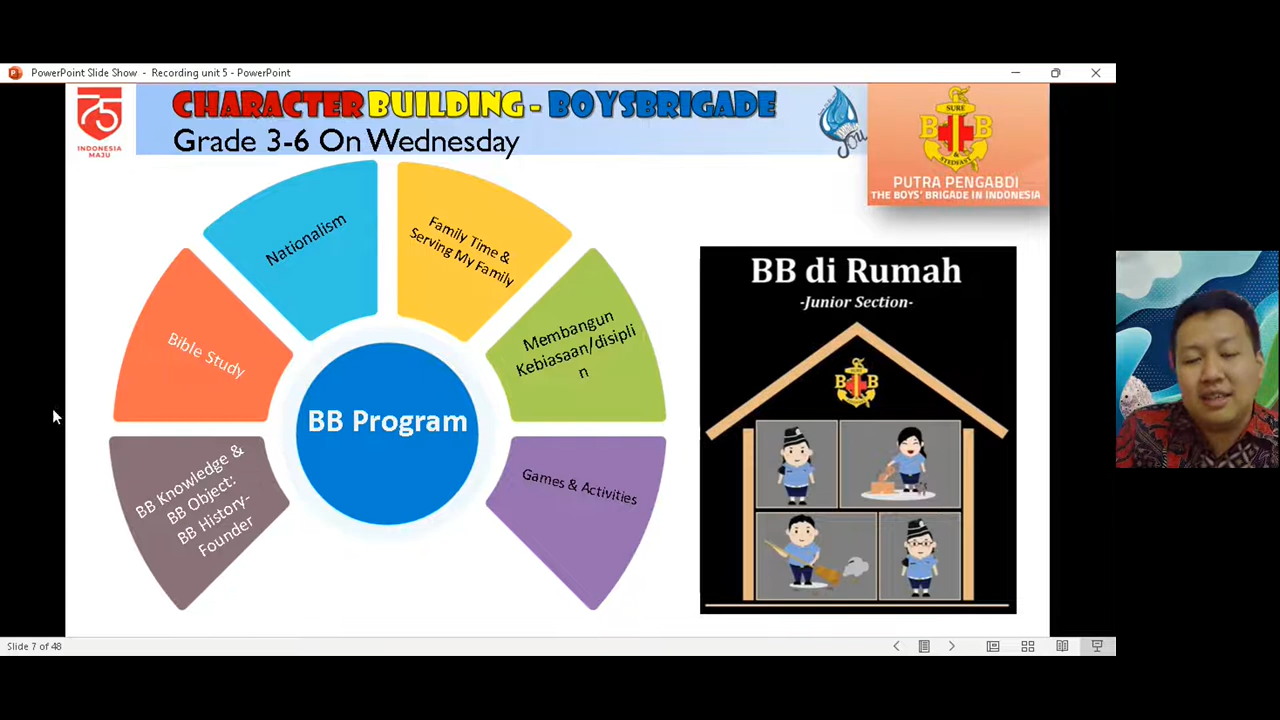 PowerPoint Slide Show - Recording unit 5 - PowerPoint
75
INDONESIA
MAJU
CHARACTER BUILDING - BOYSBRIGADE
Grade 3-6 On Wednesday
You
SURE
B B
& STEDFAST
PUTRA PENGABDI
THE BOYS' BRIGADE IN INDONESIA
BB Knowledge &
BB Object:
BB History-
Founder
Bible Study
Nationalism
Family Time &
Serving My Family
Membangun
Kebiasaan/disipli
n
Games & Activities
BB Program
BB di Rumah
-Junior Section-
B B
Slide 7 of 48